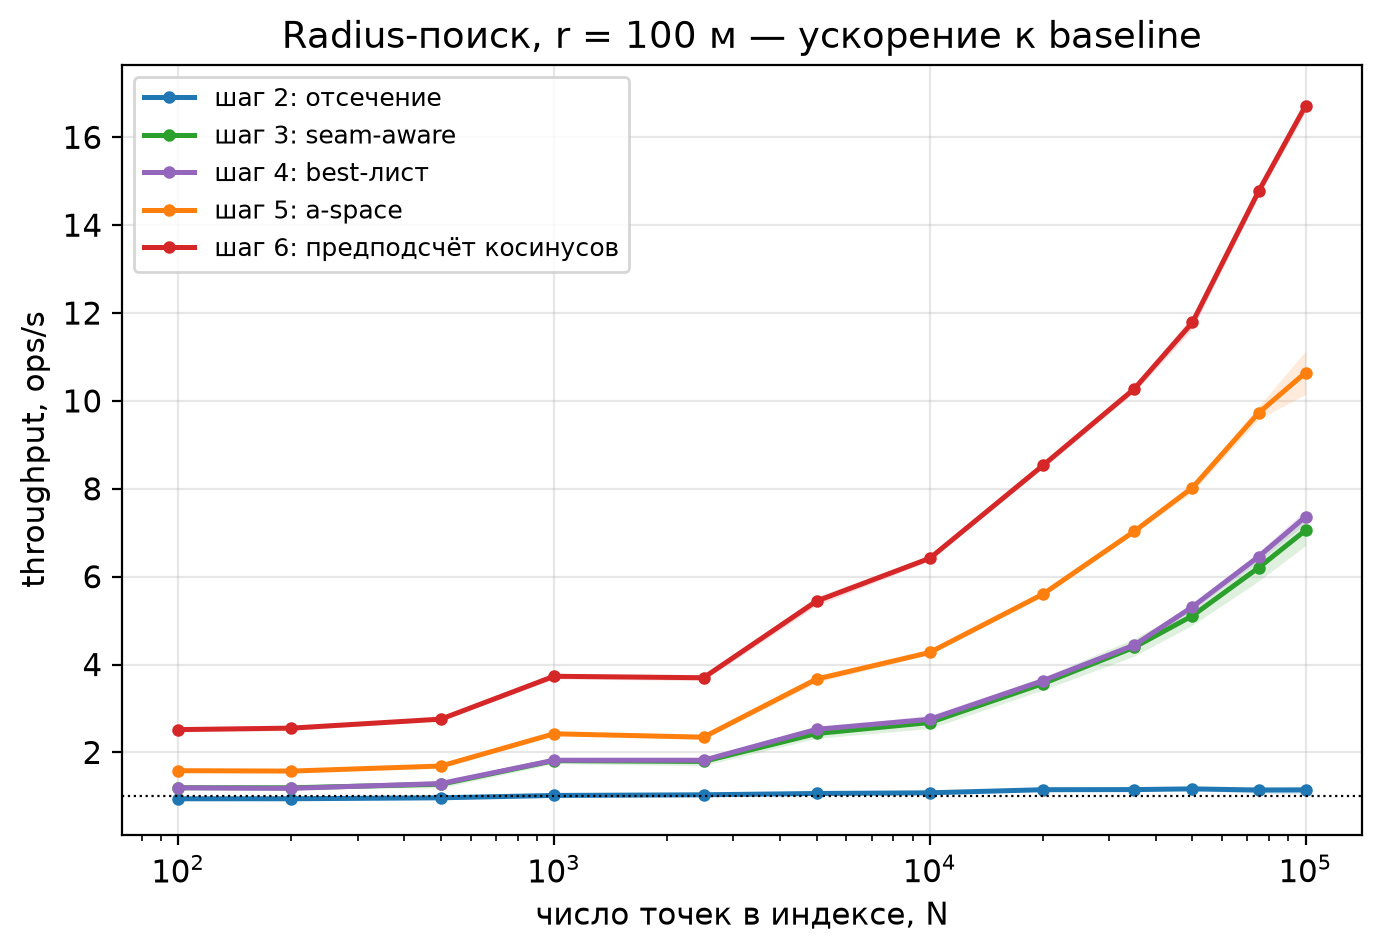 Radius-поиск, r = 100 м — ускорение к baseline
шаг 2: отсечение
шаг 3: seam-aware
шаг 4: best-лист
шаг 5: a-space
шаг 6: предподсчёт косинусов
throughput, ops/s
16
14
12
10
8
6
4
2
10² 10³ 10⁴ 10⁵
число точек в индексе, N